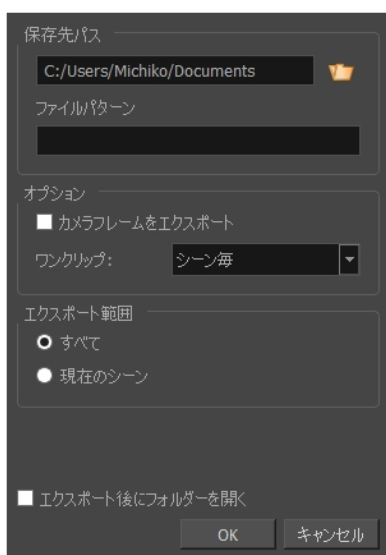 保存先パス
C:/Users/Michiko/Documents
ファイルパターン
オプション
カメラフレームをエクスポート
ワンクリップ: シーン毎
エクスポート範囲
すべて
現在のシーン
エクスポート後にフォルダーを開く
OK キャンセル